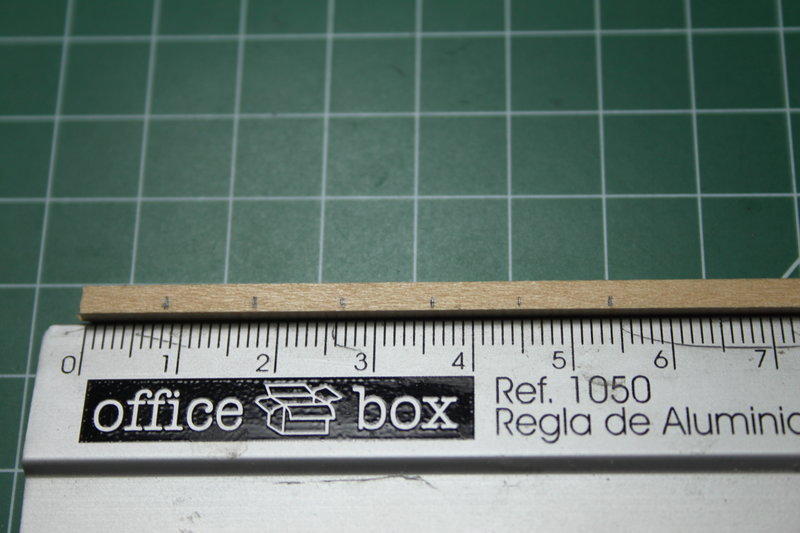 0 1 2 3 4 5 6 7
office box
Ref. 1050
Regla de Aluminio